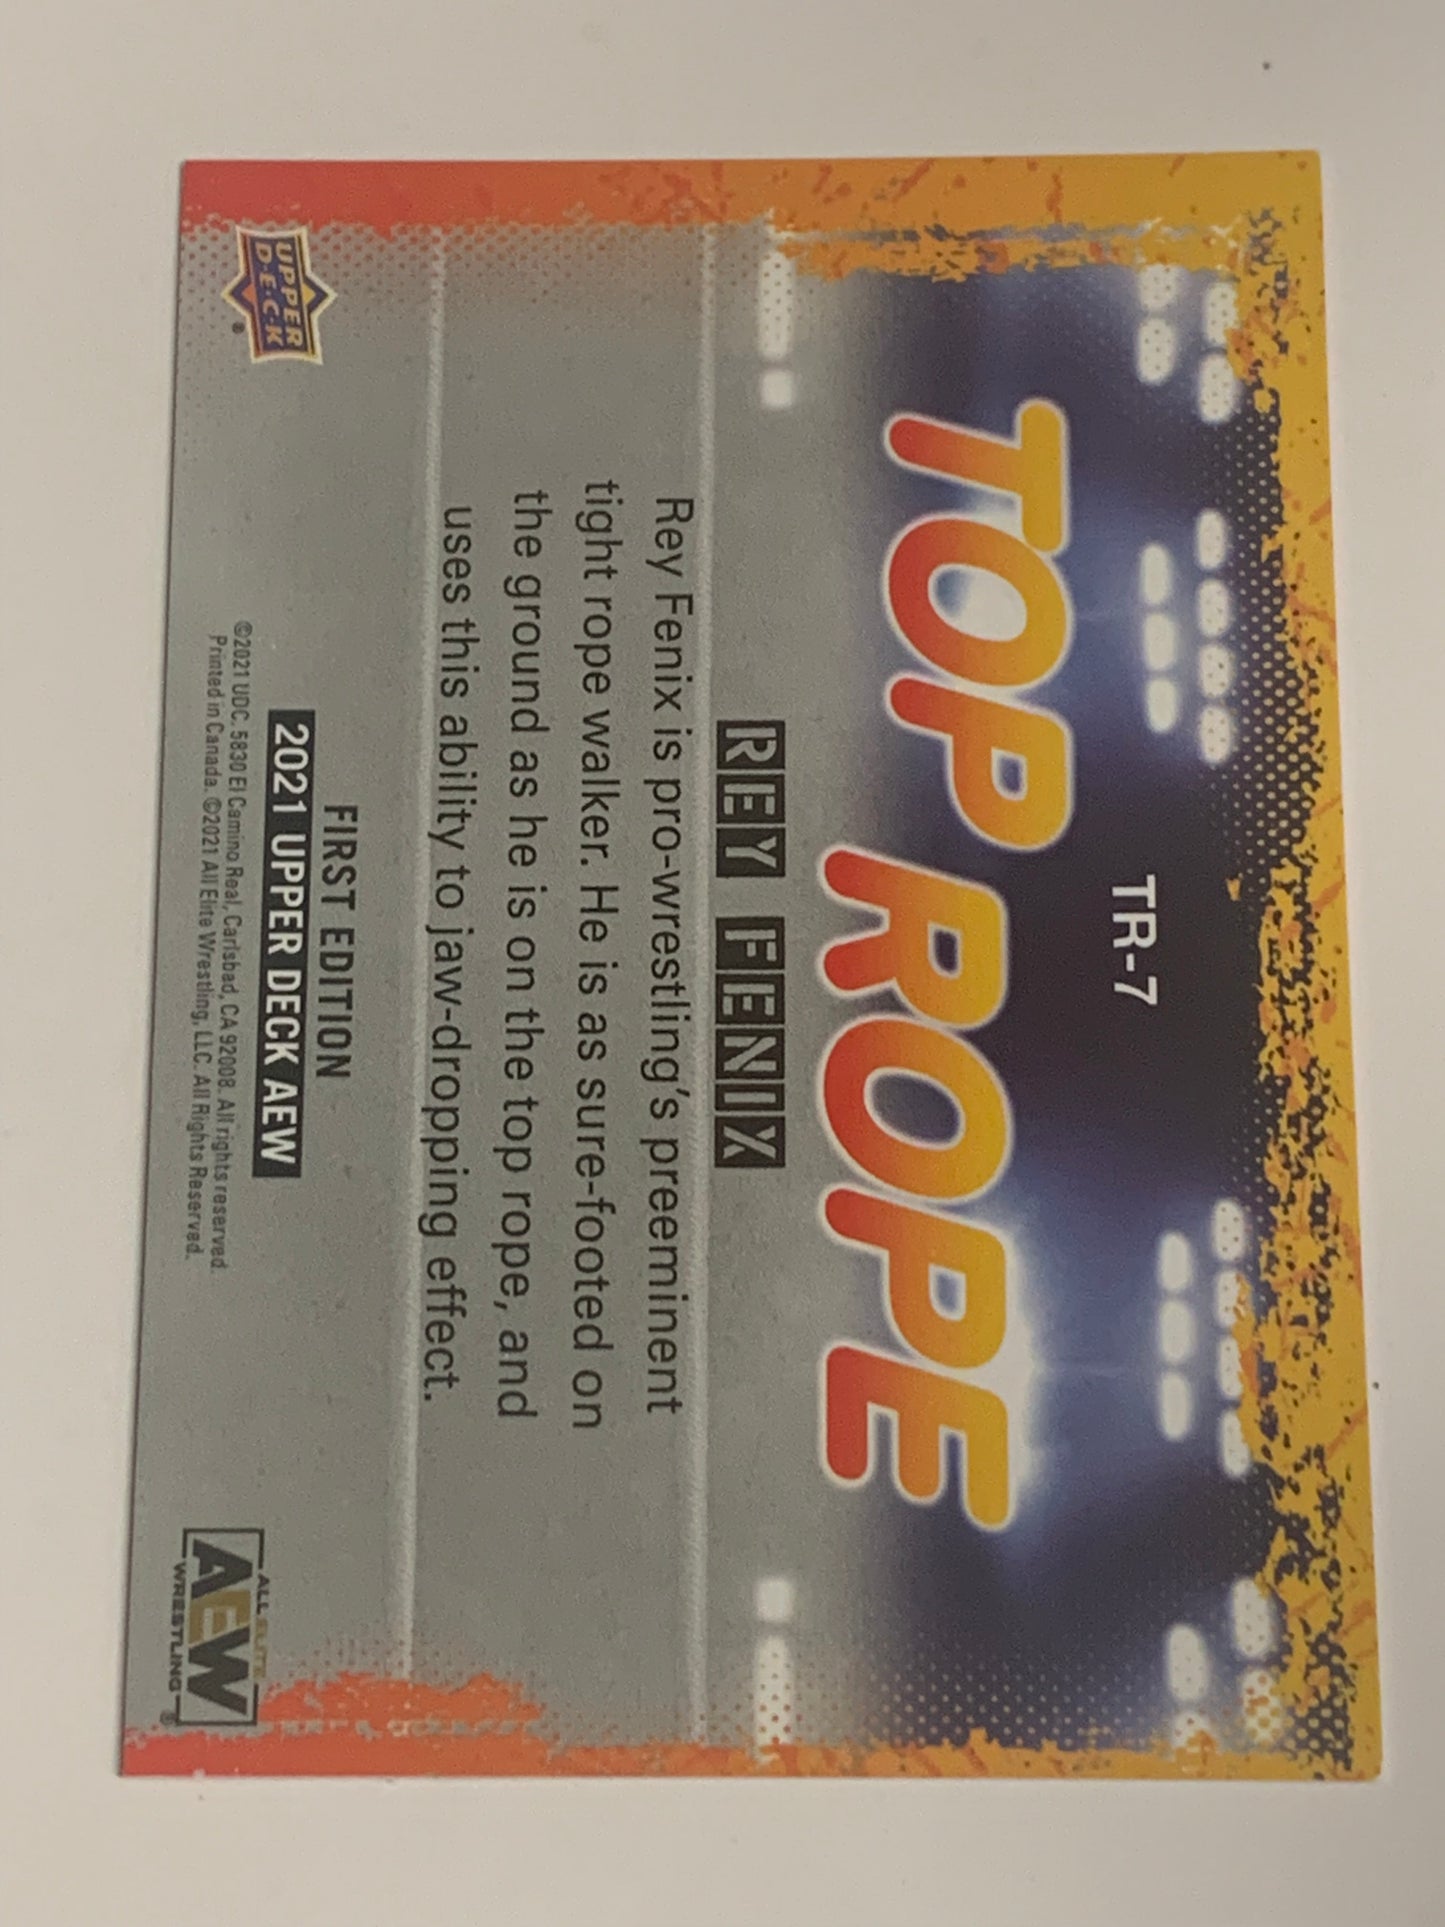 TR-7
TOP ROPE
REY FENIX
Rey Fenix is pro-wrestling's preeminent
tight rope walker. He is as sure-footed on
the ground as he is on the top rope, and
uses this ability to jaw-dropping effect.
FIRST EDITION
2021 UPPER DECK AEW
©2021 UDC. 5830 El Camino Real, Carlsbad, CA 92008. All rights reserved.
Printed in Canada. ©2021 All Elite Wrestling, LLC. All Rights Reserved.
UPPER
D·E·C·K
®
ALL ELITE
AEW
WRESTLING
®